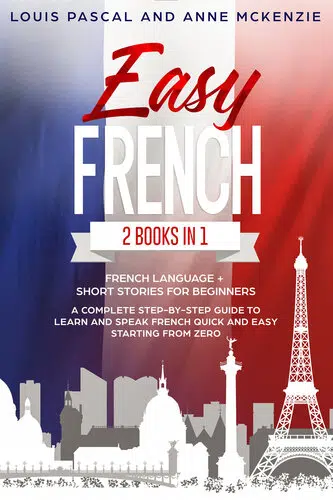 LOUIS PASCAL AND ANNE MCKENZIE
Easy
FRENCH
2 BOOKS IN 1
FRENCH LANGUAGE +
SHORT STORIES FOR BEGINNERS
A COMPLETE STEP-BY-STEP GUIDE TO
LEARN AND SPEAK FRENCH QUICK AND EASY
STARTING FROM ZERO